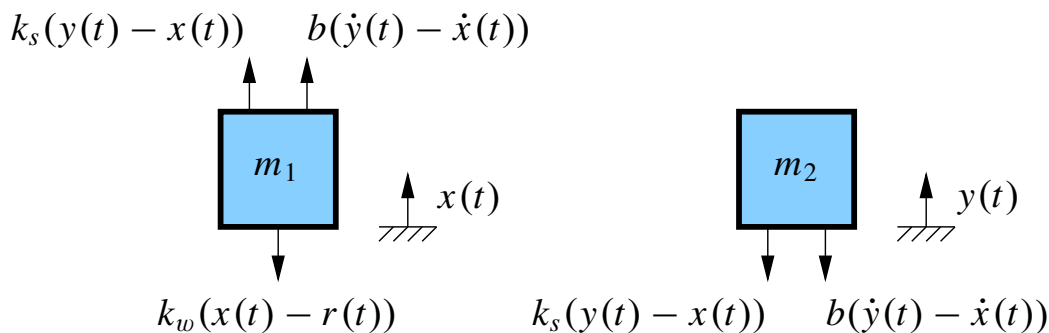 k_s(y(t) − x(t)) b(ẏ(t) − ẋ(t))
m_1 m_2
x(t) y(t)
k_w(x(t) − r(t)) k_s(y(t) − x(t)) b(ẏ(t) − ẋ(t))